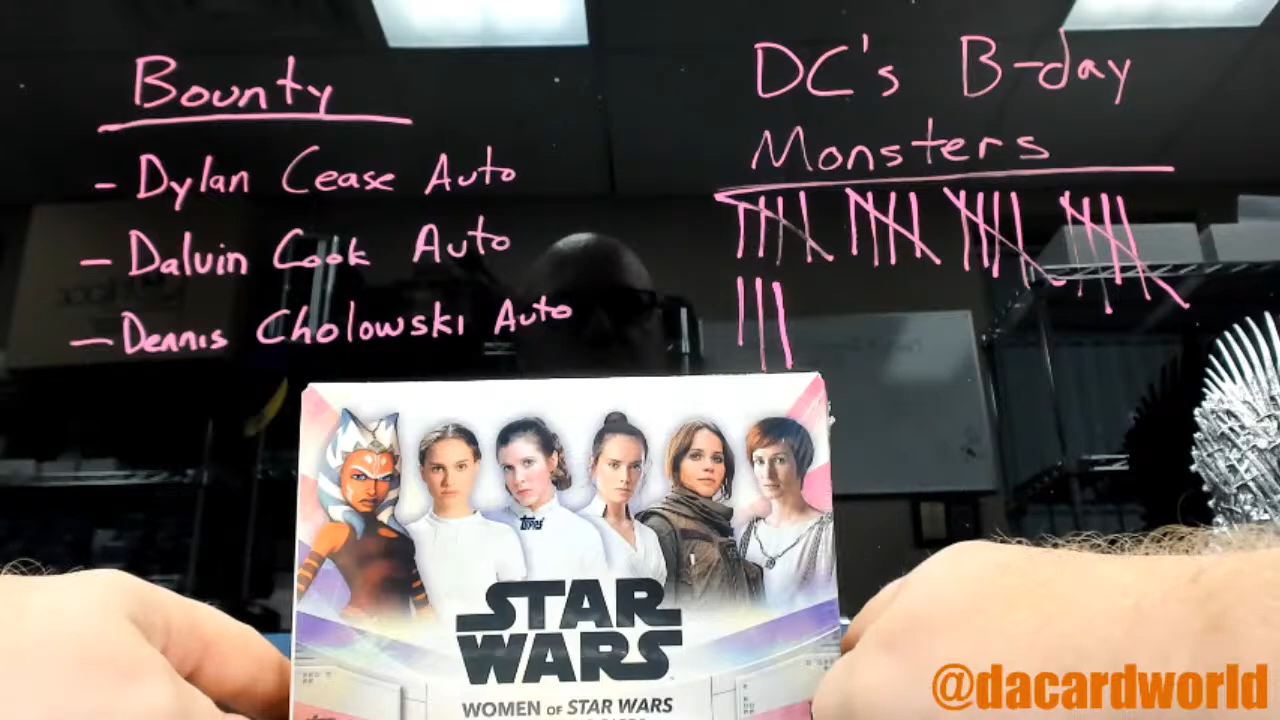 Bounty
- Dylan Cease Auto
- Dalvin Cook Auto
- Dennis Cholowski Auto
DC's B-day
Monsters
Topps
STAR
WARS
WOMEN OF STAR WARS
@dacardworld